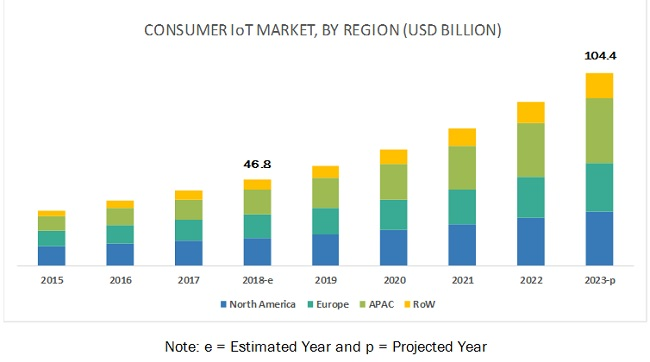 CONSUMER IoT MARKET, BY REGION (USD BILLION)
104.4
46.8
2015 2016 2017 2018-e 2019 2020 2021 2022 2023-p
North America Europe APAC RoW
Note: e = Estimated Year and p = Projected Year